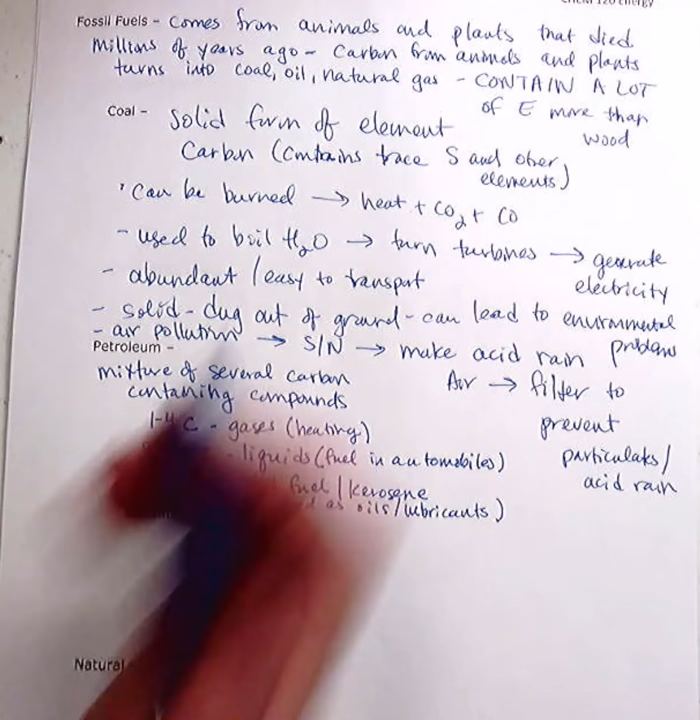 Chem 120 Energy
Fossil Fuels - Comes from animals and plants that died
millions of years ago - Carbon from animals and plants
turns into coal, oil, natural gas - CONTAIN A LOT
of E more than
wood
Coal - solid form of element
Carbon (contains trace S and other
elements)
• Can be burned → heat + CO2 + CO
- used to boil H2O → turn turbines → generate
electricity
- abundant / easy to transport
- solid - dug out of ground - can lead to environmental
problems
- air pollution → S/N → make acid rain
Petroleum -
mixture of several carbon
containing compounds
Air → filter to
prevent
particulates/
acid rain
1-4 C - gases (heating)
- liquids (fuel in automobiles)
fuel / kerosene
as oils/lubricants)
Natural